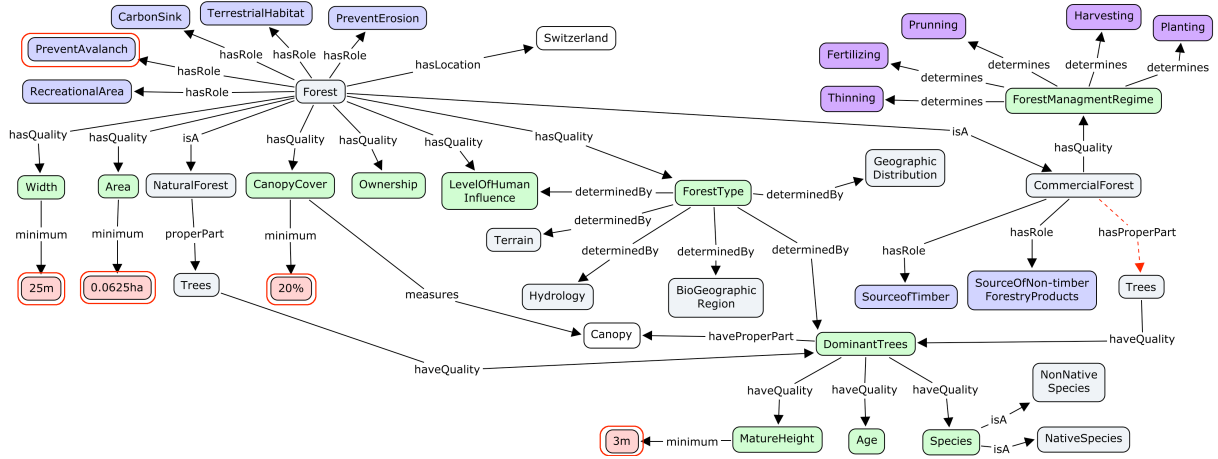 CarbonSink
TerrestrialHabitat
PreventErosion
Harvesting
Prunning
Planting
Switzerland
PreventAvalanch
hasRole
hasRole
hasRole
hasLocation
Fertilizing
determines
determines
determines
hasRole
determines
RecreationalArea
hasRole
Forest
Thinning
determines
ForestManagmentRegime
hasQuality
hasQuality
isA
hasQuality
hasQuality
hasQuality
hasQuality
isA
hasQuality
Geographic
Distribution
Width
Area
NaturalForest
CanopyCover
Ownership
LevelOfHuman
Influence
determinedBy
ForestType
determinedBy
CommercialForest
minimum
minimum
properPart
minimum
Terrain
determinedBy
determinedBy
determinedBy
determinedBy
hasRole
hasRole
hasProperPart
25m
0.0625ha
Trees
20%
measures
Hydrology
BioGeographic
Region
SourceofTimber
SourceOfNon-timber
ForestryProducts
Trees
Canopy
haveProperPart
DominantTrees
haveQuality
haveQuality
haveQuality
haveQuality
haveQuality
NonNative
Species
isA
3m
minimum
MatureHeight
Age
Species
isA
NativeSpecies